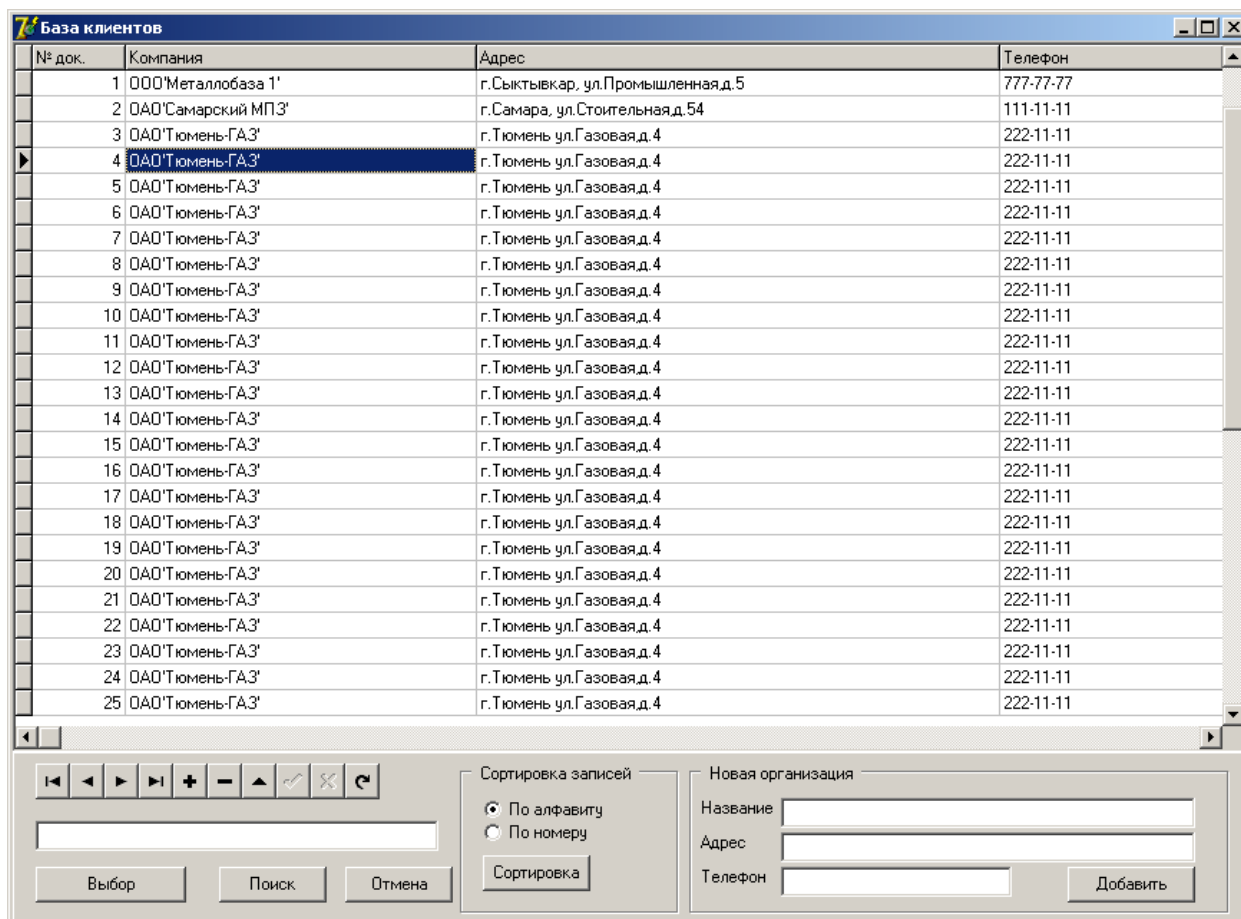 База клиентов
№ док. Компания Адрес Телефон
1 ООО'Металлобаза 1' г.Сыктывкар, ул.Промышленная,д.5 777-77-77
2 ОАО'Самарский МПЗ' г.Самара, ул.Стоительная,д.54 111-11-11
3 ОАО'Тюмень-ГАЗ' г.Тюмень ул.Газовая,д.4 222-11-11
4 ОАО'Тюмень-ГАЗ' г.Тюмень ул.Газовая,д.4 222-11-11
5 ОАО'Тюмень-ГАЗ' г.Тюмень ул.Газовая,д.4 222-11-11
6 ОАО'Тюмень-ГАЗ' г.Тюмень ул.Газовая,д.4 222-11-11
7 ОАО'Тюмень-ГАЗ' г.Тюмень ул.Газовая,д.4 222-11-11
8 ОАО'Тюмень-ГАЗ' г.Тюмень ул.Газовая,д.4 222-11-11
9 ОАО'Тюмень-ГАЗ' г.Тюмень ул.Газовая,д.4 222-11-11
10 ОАО'Тюмень-ГАЗ' г.Тюмень ул.Газовая,д.4 222-11-11
11 ОАО'Тюмень-ГАЗ' г.Тюмень ул.Газовая,д.4 222-11-11
12 ОАО'Тюмень-ГАЗ' г.Тюмень ул.Газовая,д.4 222-11-11
13 ОАО'Тюмень-ГАЗ' г.Тюмень ул.Газовая,д.4 222-11-11
14 ОАО'Тюмень-ГАЗ' г.Тюмень ул.Газовая,д.4 222-11-11
15 ОАО'Тюмень-ГАЗ' г.Тюмень ул.Газовая,д.4 222-11-11
16 ОАО'Тюмень-ГАЗ' г.Тюмень ул.Газовая,д.4 222-11-11
17 ОАО'Тюмень-ГАЗ' г.Тюмень ул.Газовая,д.4 222-11-11
18 ОАО'Тюмень-ГАЗ' г.Тюмень ул.Газовая,д.4 222-11-11
19 ОАО'Тюмень-ГАЗ' г.Тюмень ул.Газовая,д.4 222-11-11
20 ОАО'Тюмень-ГАЗ' г.Тюмень ул.Газовая,д.4 222-11-11
21 ОАО'Тюмень-ГАЗ' г.Тюмень ул.Газовая,д.4 222-11-11
22 ОАО'Тюмень-ГАЗ' г.Тюмень ул.Газовая,д.4 222-11-11
23 ОАО'Тюмень-ГАЗ' г.Тюмень ул.Газовая,д.4 222-11-11
24 ОАО'Тюмень-ГАЗ' г.Тюмень ул.Газовая,д.4 222-11-11
25 ОАО'Тюмень-ГАЗ' г.Тюмень ул.Газовая,д.4 222-11-11
Выбор Поиск Отмена
Сортировка записей
По алфавиту
По номеру
Сортировка
Новая организация
Название
Адрес
Телефон
Добавить